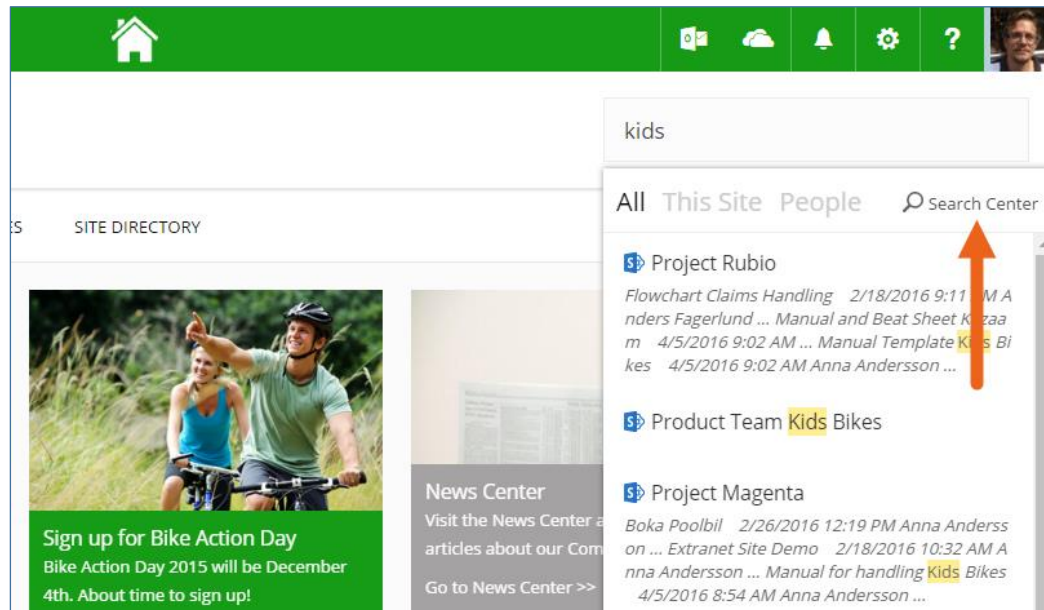 ?
kids
All This Site People Search Center
SITE DIRECTORY
Project Rubio
Flowchart Claims Handling 2/18/2016 9:11 M A
nders Fagerlund ... Manual and Beat Sheet
m 4/5/2016 9:02 AM ... Manual Template Kids Bi
kes 4/5/2016 9:02 AM Anna Andersson ...
Product Team Kids Bikes
Project Magenta
Boka Poolbil 2/26/2016 12:19 PM Anna Anderss
on ... Extranet Site Demo 2/18/2016 10:32 AM A
nna Andersson ... Manual for handling Kids Bikes
4/5/2016 8:54 AM Anna Andersson ...
Sign up for Bike Action Day
Bike Action Day 2015 will be December
4th. About time to sign up!
News Center
Visit the News Center a
articles about our Com
Go to News Center >>